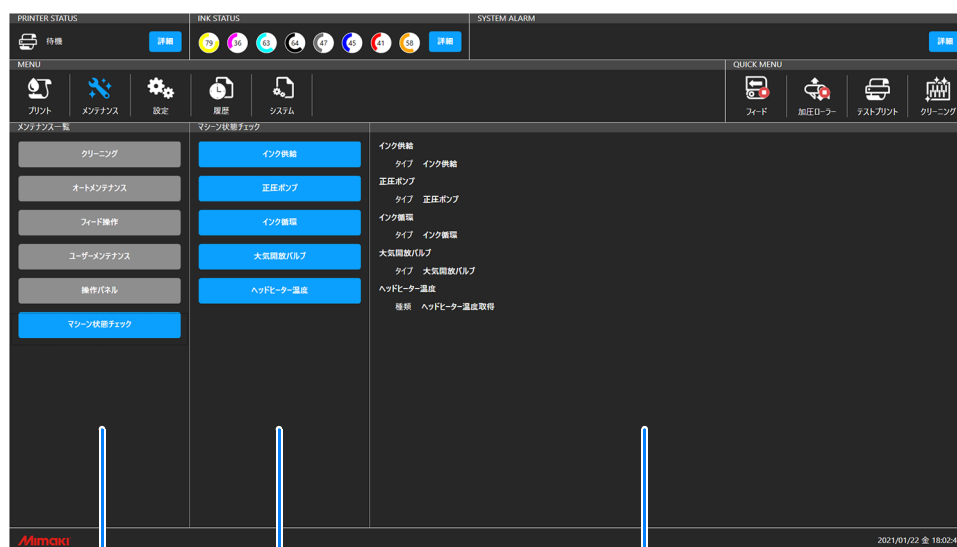 PRINTER STATUS
INK STATUS
SYSTEM ALARM
待機
詳細
79 36 63 64 47 45 41 58
詳細
詳細
MENU
QUICK MENU
プリント
メンテナンス
設定
履歴
システム
フィード
加圧ローラー
テストプリント
クリーニング
メンテナンス一覧
マシーン状態チェック
クリーニング
オートメンテナンス
フィード操作
ユーザーメンテナンス
操作パネル
マシーン状態チェック
インク供給
正圧ポンプ
インク循環
大気開放バルブ
ヘッドヒーター温度
インク供給
タイプ インク供給
正圧ポンプ
タイプ 正圧ポンプ
インク循環
タイプ インク循環
大気開放バルブ
タイプ 大気開放バルブ
ヘッドヒーター温度
種類 ヘッドヒーター温度取得
Mimaki
2021/01/22 金 18:02:4